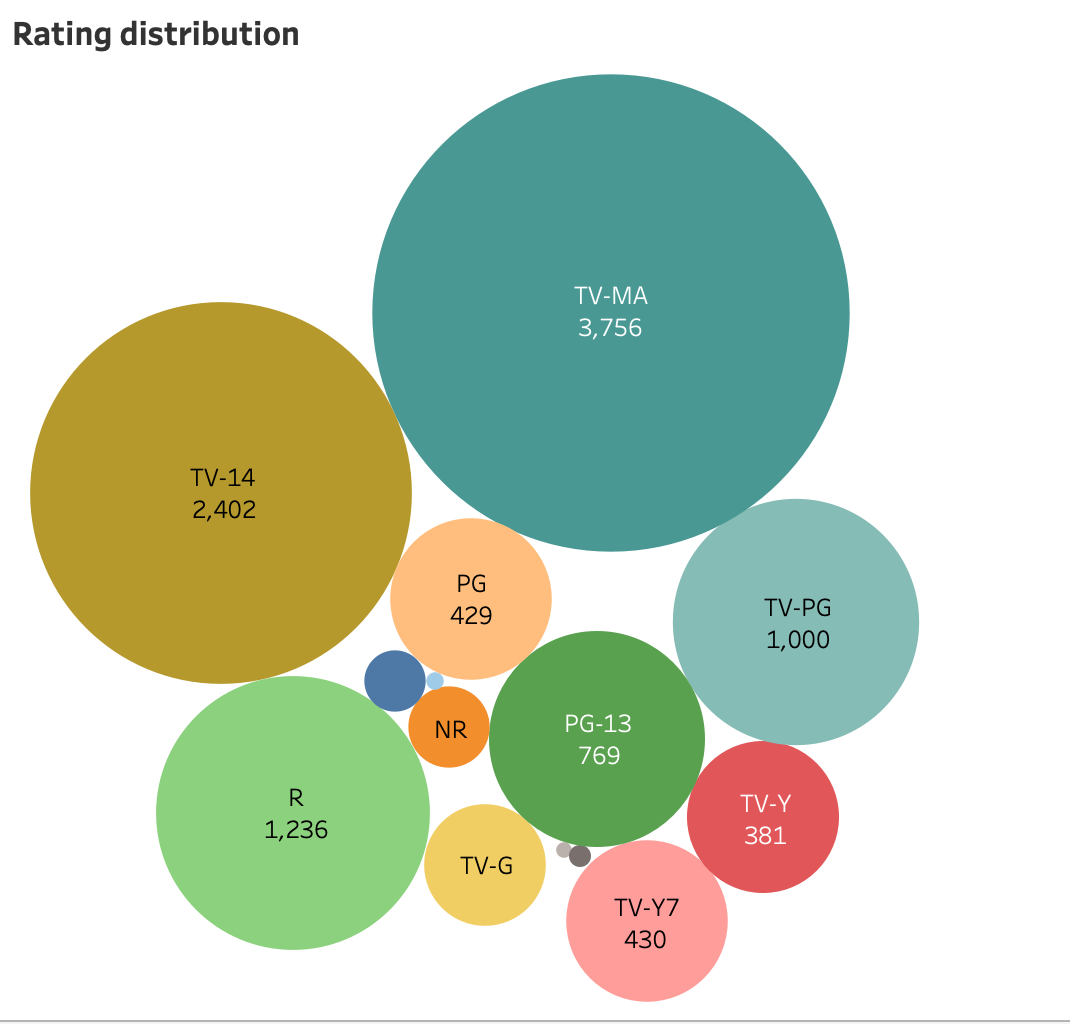 Rating distribution
TV-MA
3,756
TV-14
2,402
PG
429
TV-PG
1,000
PG-13
769
NR
R
1,236
TV-Y
381
TV-G
TV-Y7
430